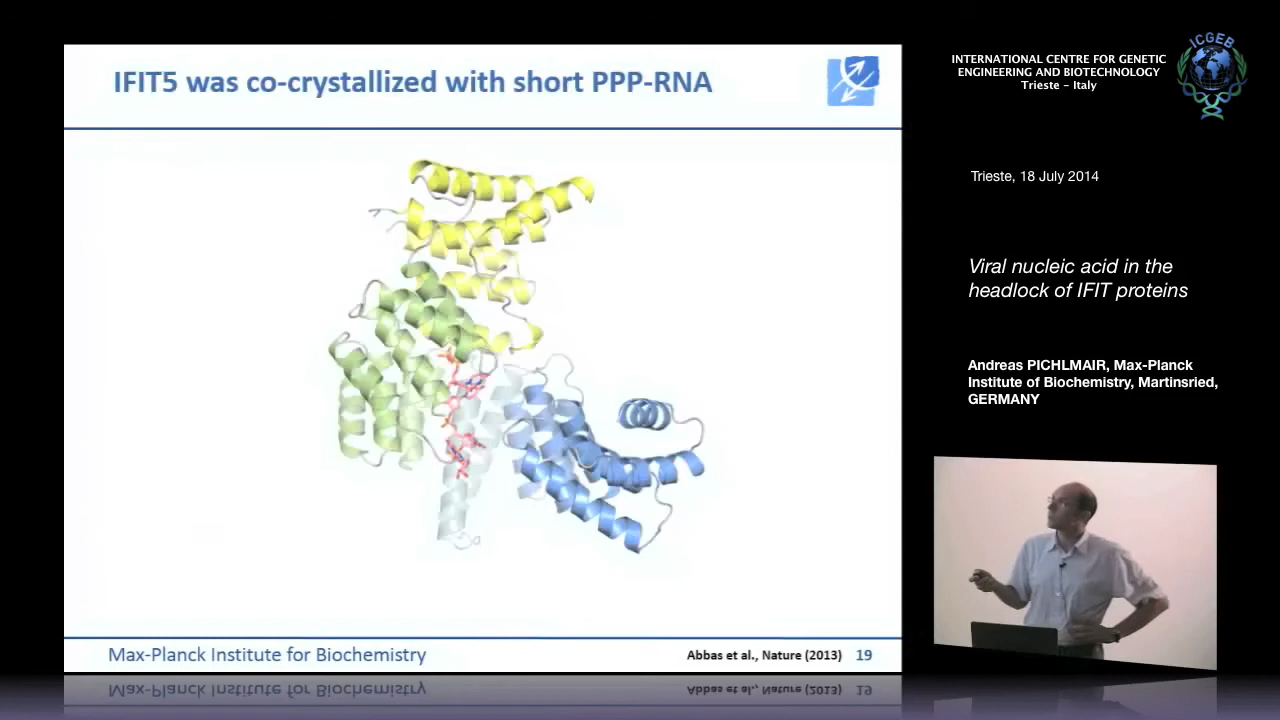 IFIT5 was co-crystallized with short PPP-RNA
Max-Planck Institute for Biochemistry
Abbas et al., Nature (2013) 19
INTERNATIONAL CENTRE FOR GENETIC
ENGINEERING AND BIOTECHNOLOGY
Trieste - Italy
ICGEB
Trieste, 18 July 2014
Viral nucleic acid in the
headlock of IFIT proteins
Andreas PICHLMAIR, Max-Planck
Institute of Biochemistry, Martinsried,
GERMANY